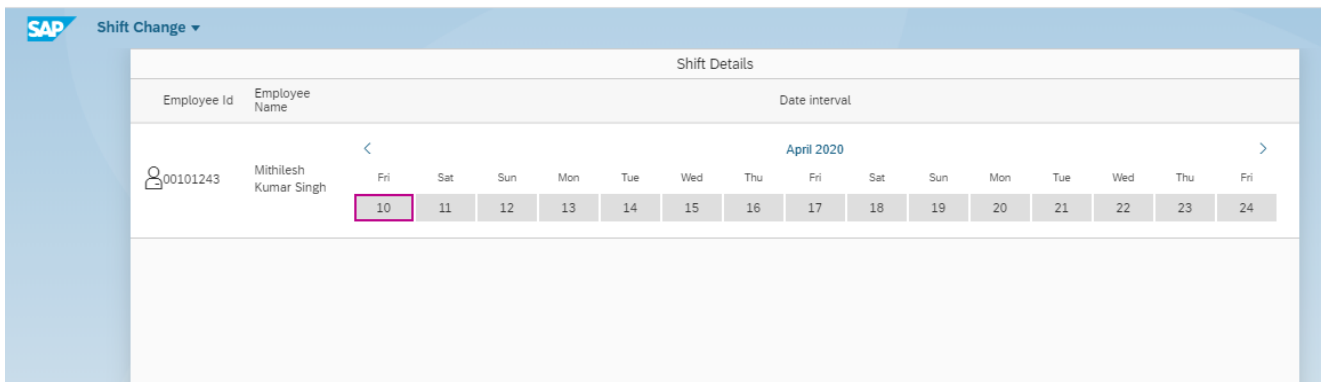 SAP Shift Change
Shift Details
Employee Id Employee Name Date interval
April 2020
00101243 Mithilesh Kumar Singh
Fri Sat Sun Mon Tue Wed Thu Fri Sat Sun Mon Tue Wed Thu Fri
10 11 12 13 14 15 16 17 18 19 20 21 22 23 24